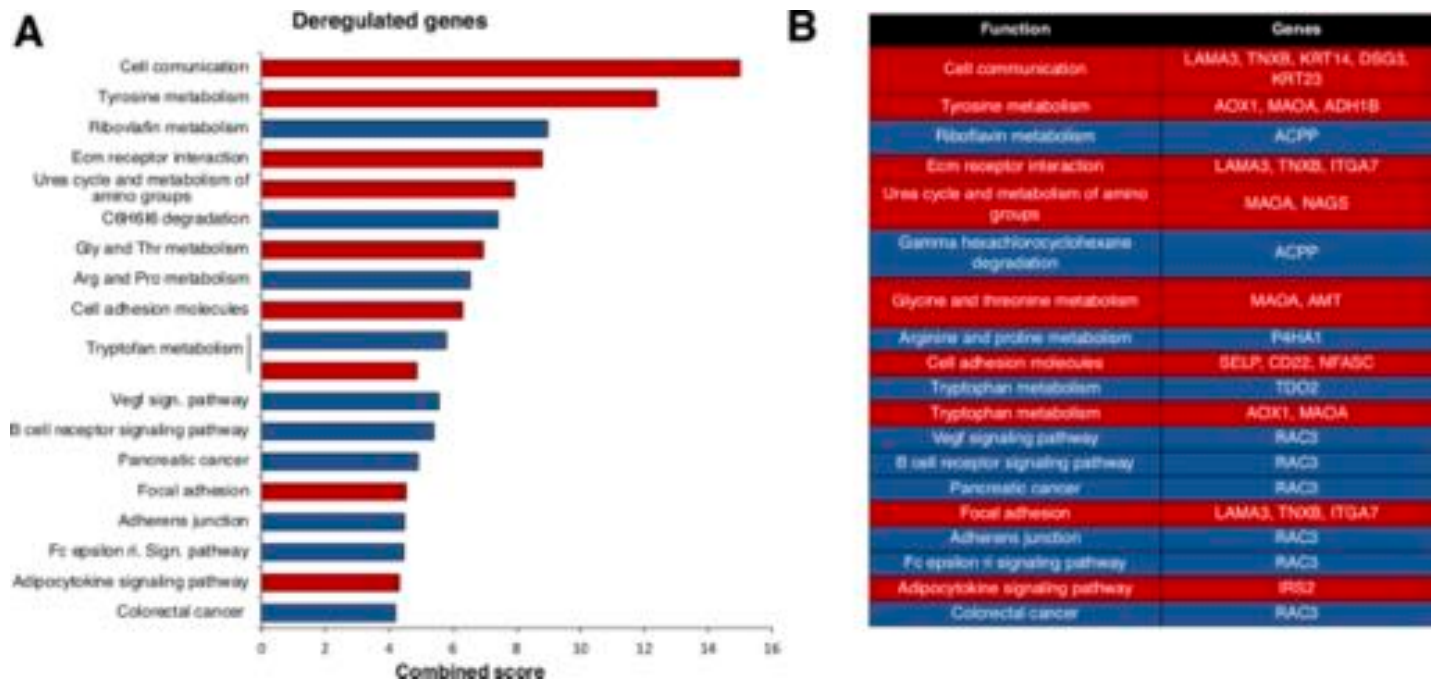 A
Deregulated genes
Cell comunication
Tyrosine metabolism
Ribovlafin metabolism
Ecm receptor interaction
Urea cycle and metabolism of
amino groups
C6H6l6 degradation
Gly and Thr metabolism
Arg and Pro metabolism
Cell adhesion molecules
Tryptofan metabolism
Vegf sign. pathway
B cell receptor signaling pathway
Pancreatic cancer
Focal adhesion
Adherens junction
Fc epsilon ri. Sign. pathway
Adipocytokine signaling pathway
Colorectal cancer
0 2 4 6 8 10 12 14 16
Combined score
B
Function Genes
Cell communication LAMA3, TNXB, KRT14, DSG3,
KRT23
Tyrosine metabolism AOX1, MAOA, ADH1B
Riboflavin metabolism ACPP
Ecm receptor interaction LAMA3, TNXB, ITGA7
Urea cycle and metabolism of amino
groups MAOA, NAGS
Gamma hexachlorocyclohexane
degradation ACPP
Glycine and threonine metabolism MAOA, AMT
Arginine and proline metabolism P4HA1
Cell adhesion molecules SELP, CD22, NFASC
Tryptophan metabolism TDO2
Tryptophan metabolism AOX1, MAOA
Vegf signaling pathway RAC3
B cell receptor signaling pathway RAC3
Pancreatic cancer RAC3
Focal adhesion LAMA3, TNXB, ITGA7
Adherens junction RAC3
Fc epsilon ri signaling pathway RAC3
Adipocytokine signaling pathway IRS2
Colorectal cancer RAC3